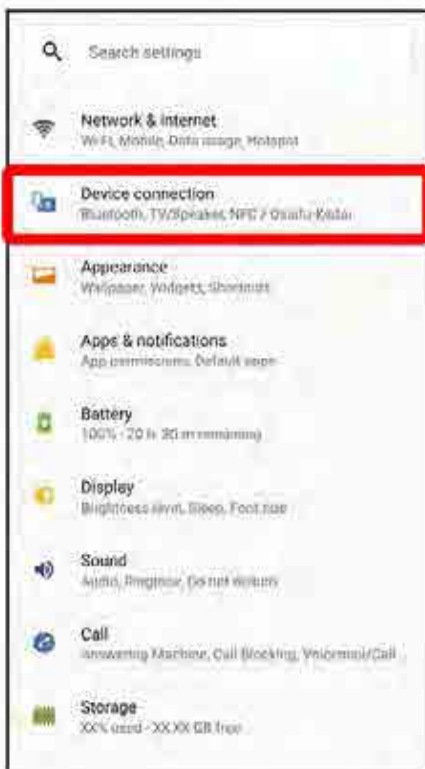 Search settings
Network & Internet
Wi-Fi, Mobile, Data usage, Hotspot
Device connection
Bluetooth, TV/Speaker, NFC / Osaifu-Keitai
Appearance
Wallpaper, Widgets, Shortcuts
Apps & notifications
App permissions, Default apps
Battery
100% - 20 h 30 m remaining
Display
Brightness level, Sleep, Font size
Sound
Audio, Ringtone, Do not disturb
Call
Answering Machine, Call Blocking, Voicemail/Call
Storage
XX% used - XX.XX GB free